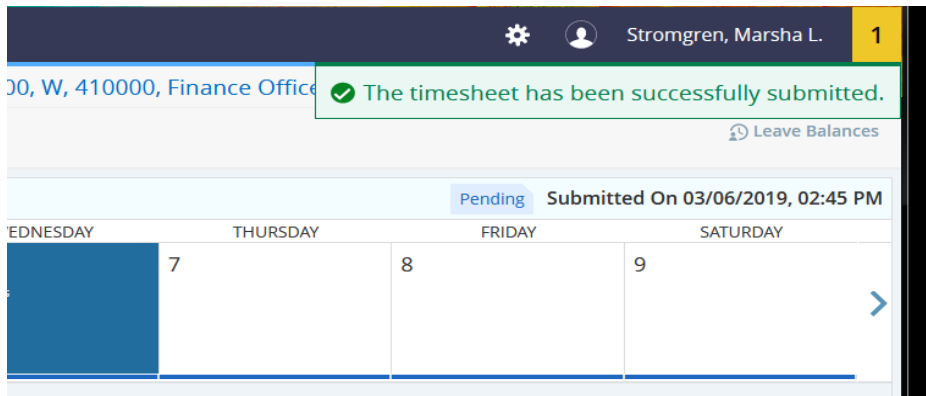 Stromgren, Marsha L. 1
00, W, 410000, Finance Office
The timesheet has been successfully submitted.
Leave Balances
Pending Submitted On 03/06/2019, 02:45 PM
EDNESDAY THURSDAY FRIDAY SATURDAY
7 8 9
s